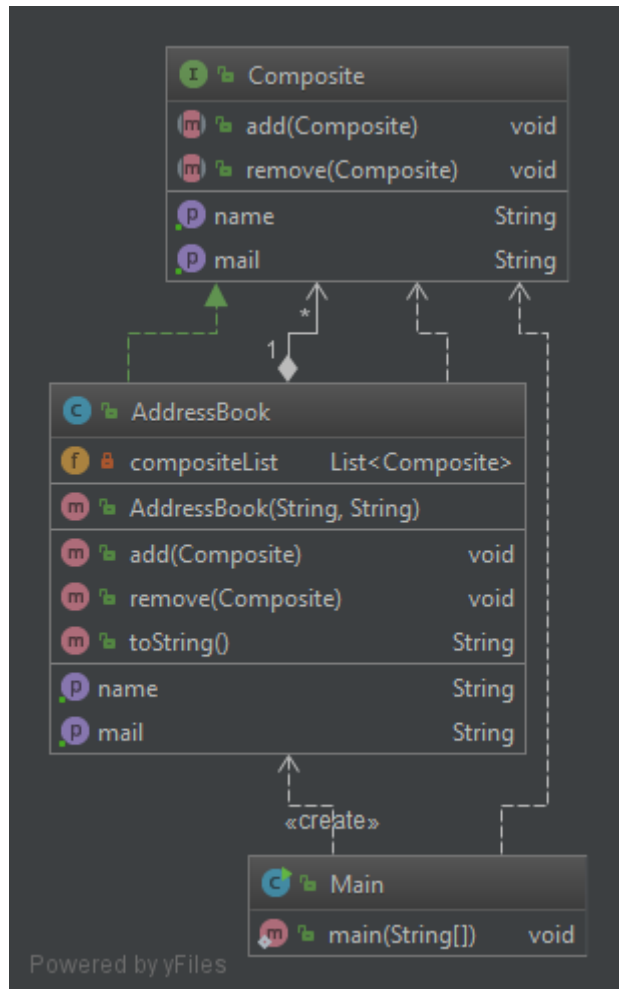 Composite
add(Composite) void
remove(Composite) void
name String
mail String
*
1
AddressBook
compositeList List<Composite>
AddressBook(String, String)
add(Composite) void
remove(Composite) void
toString() String
name String
mail String
«create»
Main
main(String[]) void
Powered by yFiles